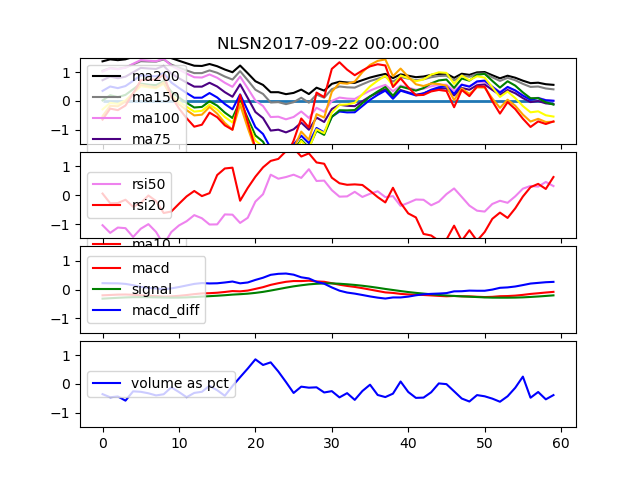 NLSN2017-09-22 00:00:00
1
0
−1
ma200
ma150
ma100
ma75
1
0
−1
rsi50
rsi20
ma10
1
0
−1
macd
signal
macd_diff
1
0
−1
volume as pct
0 10 20 30 40 50 60